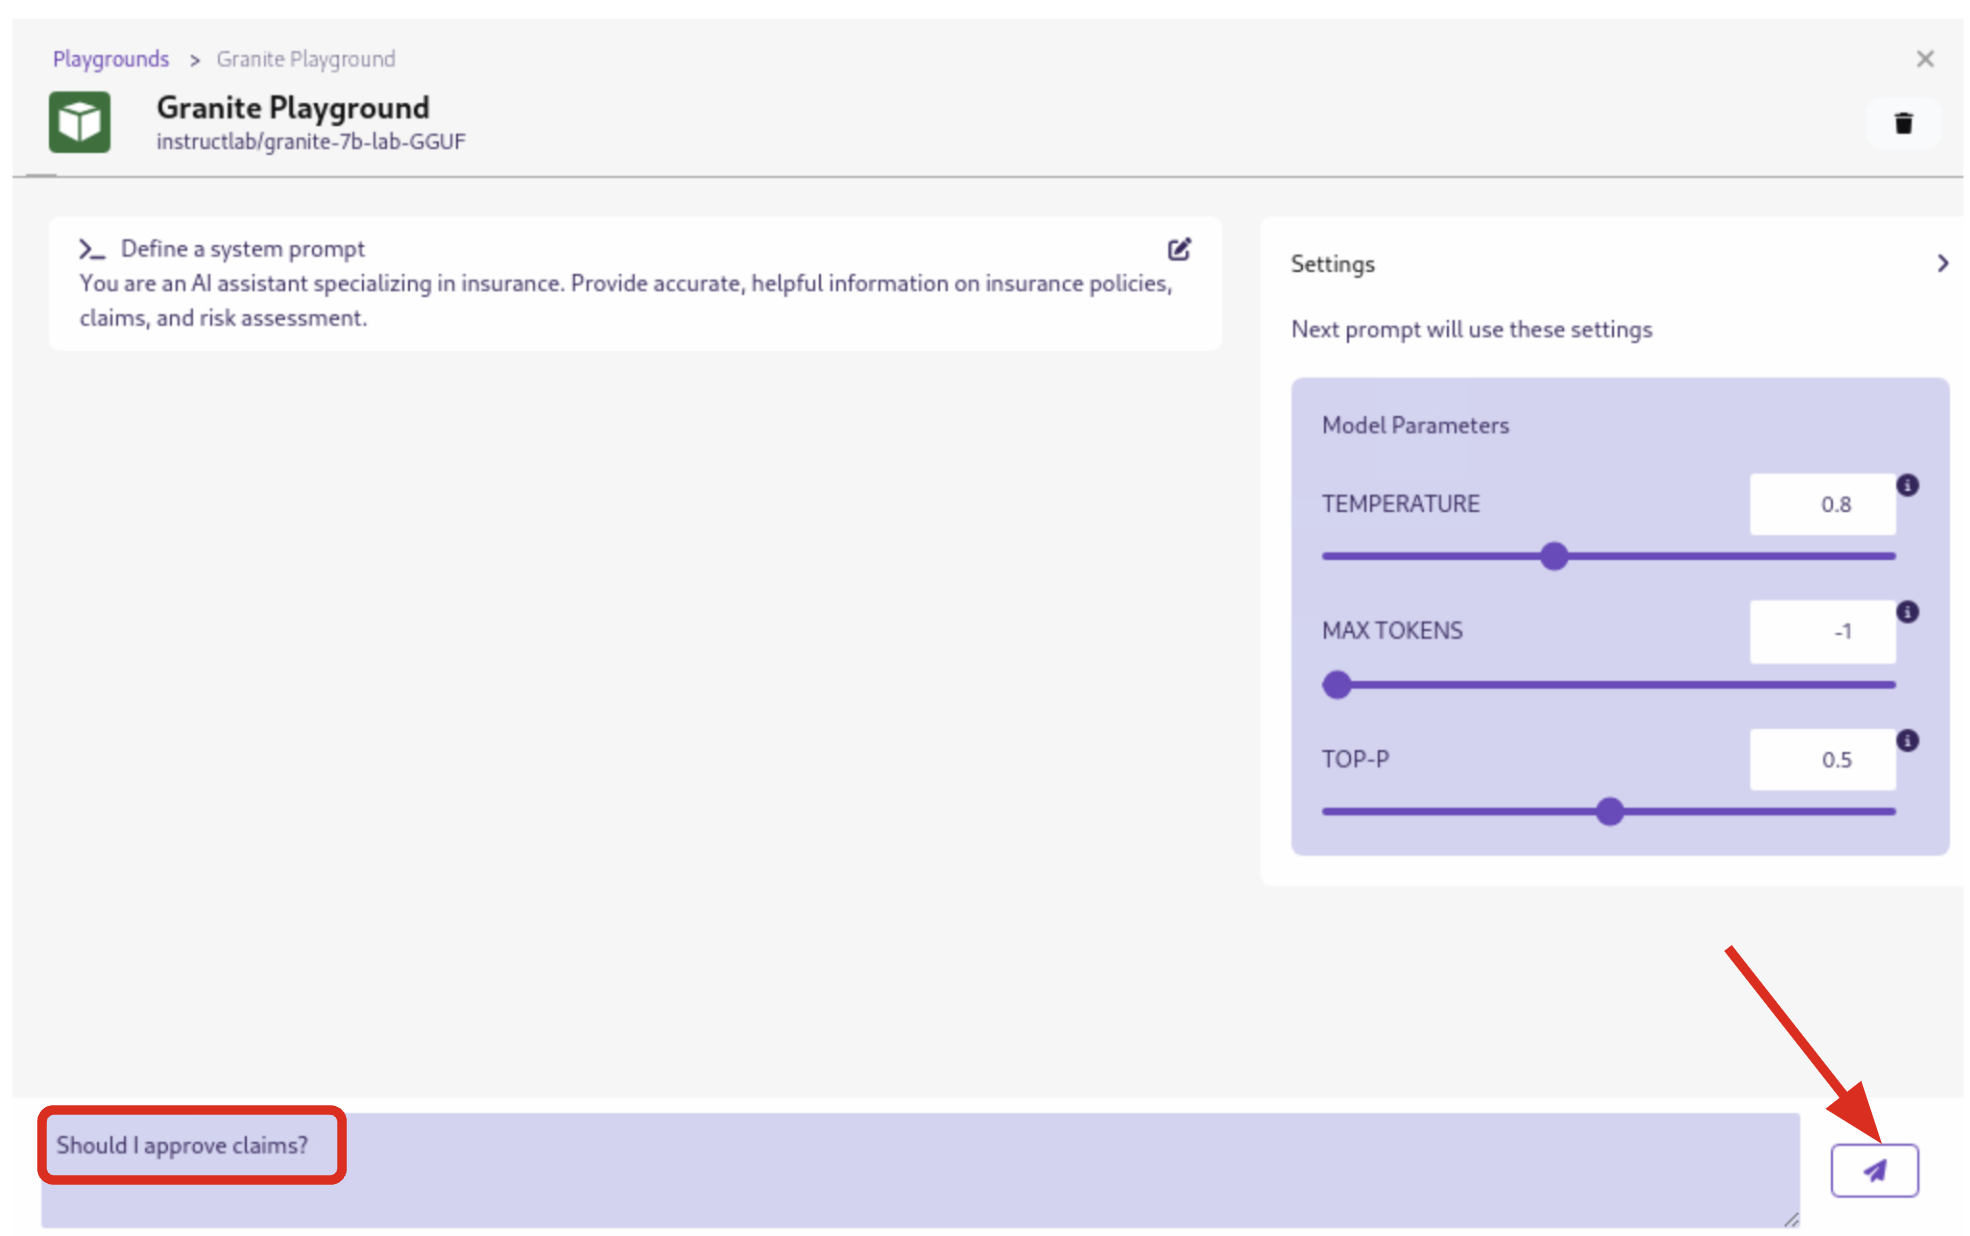 Playgrounds > Granite Playground
Granite Playground
instructlab/granite-7b-lab-GGUF
Define a system prompt
You are an AI assistant specializing in insurance. Provide accurate, helpful information on insurance policies,
claims, and risk assessment.
Settings
Next prompt will use these settings
Model Parameters
TEMPERATURE 0.8
MAX TOKENS -1
TOP-P 0.5
Should I approve claims?